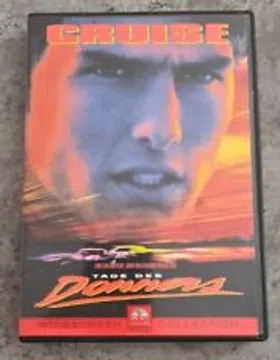 CRUISE
TAGE DES
Donners
WIDESCREEN COLLECTION